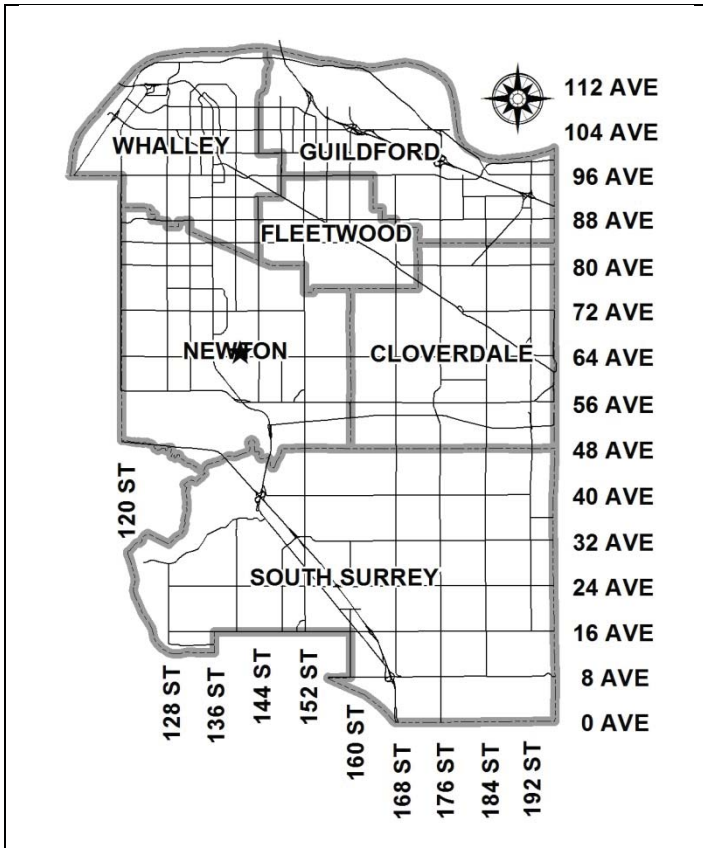 112 AVE
104 AVE
WHALLEY
GUILDFORD
96 AVE
88 AVE
FLEETWOOD
80 AVE
72 AVE
NEWTON
CLOVERDALE
64 AVE
56 AVE
48 AVE
120 ST
40 AVE
32 AVE
SOUTH SURREY
24 AVE
16 AVE
128 ST
136 ST
144 ST
152 ST
8 AVE
160 ST
0 AVE
168 ST
176 ST
184 ST
192 ST